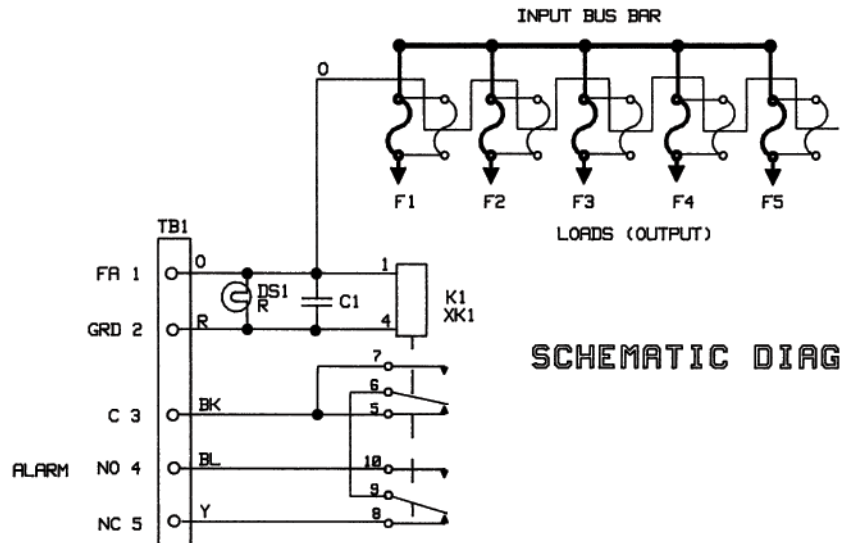 INPUT BUS BAR
O
F1 F2 F3 F4 F5
LOADS (OUTPUT)
TB1
FA 1 O 1
DS1
R
C1
K1
XK1
GRD 2 R 4
SCHEMATIC DIAG
7
6
C 3 BK 5
ALARM NO 4 BL 10
9
NC 5 Y 8